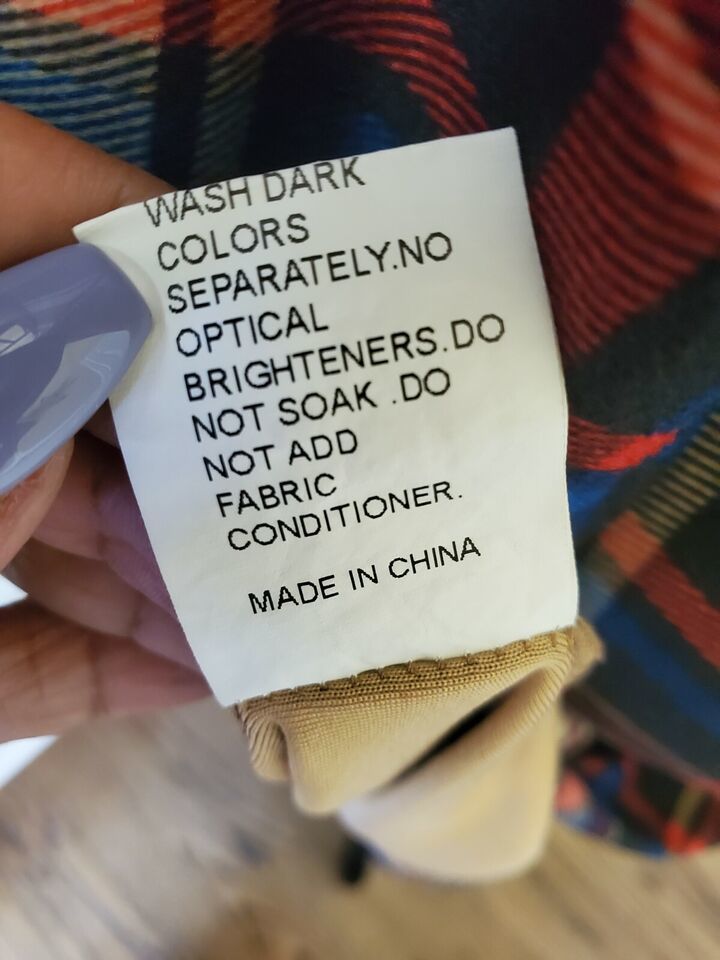 WASH DARK
COLORS
SEPARATELY.NO
OPTICAL
BRIGHTENERS.DO
NOT SOAK .DO
NOT ADD
FABRIC
CONDITIONER.
MADE IN CHINA